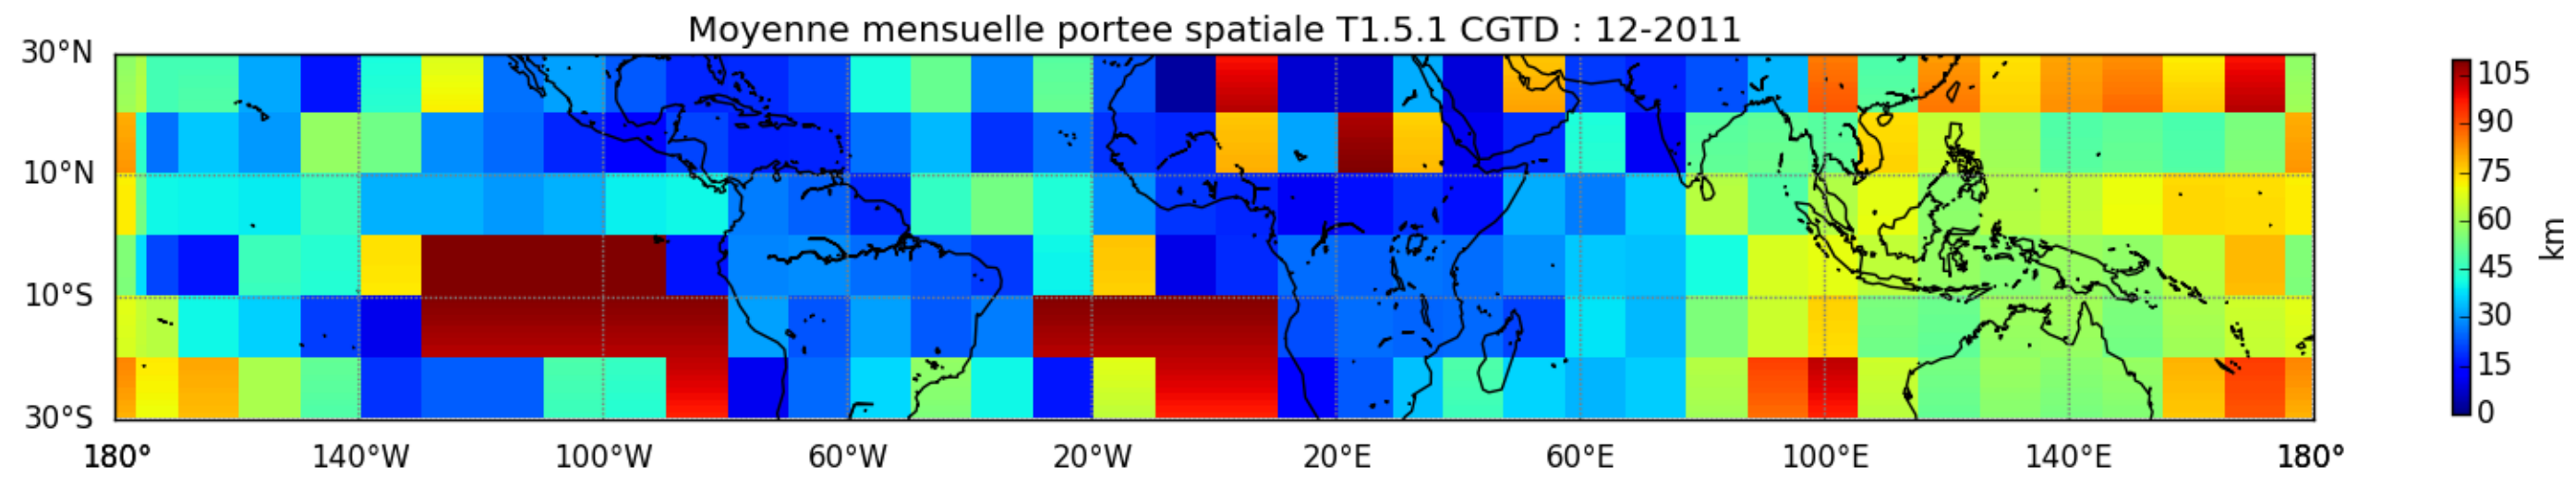 Moyenne mensuelle portee spatiale T1.5.1 CGTD : 12-2011
30°N
10°N
10°S
30°S
180° 140°W 100°W 60°W 20°W 20°E 60°E 100°E 140°E 180°
105
90
75
60
45
30
15
0
km